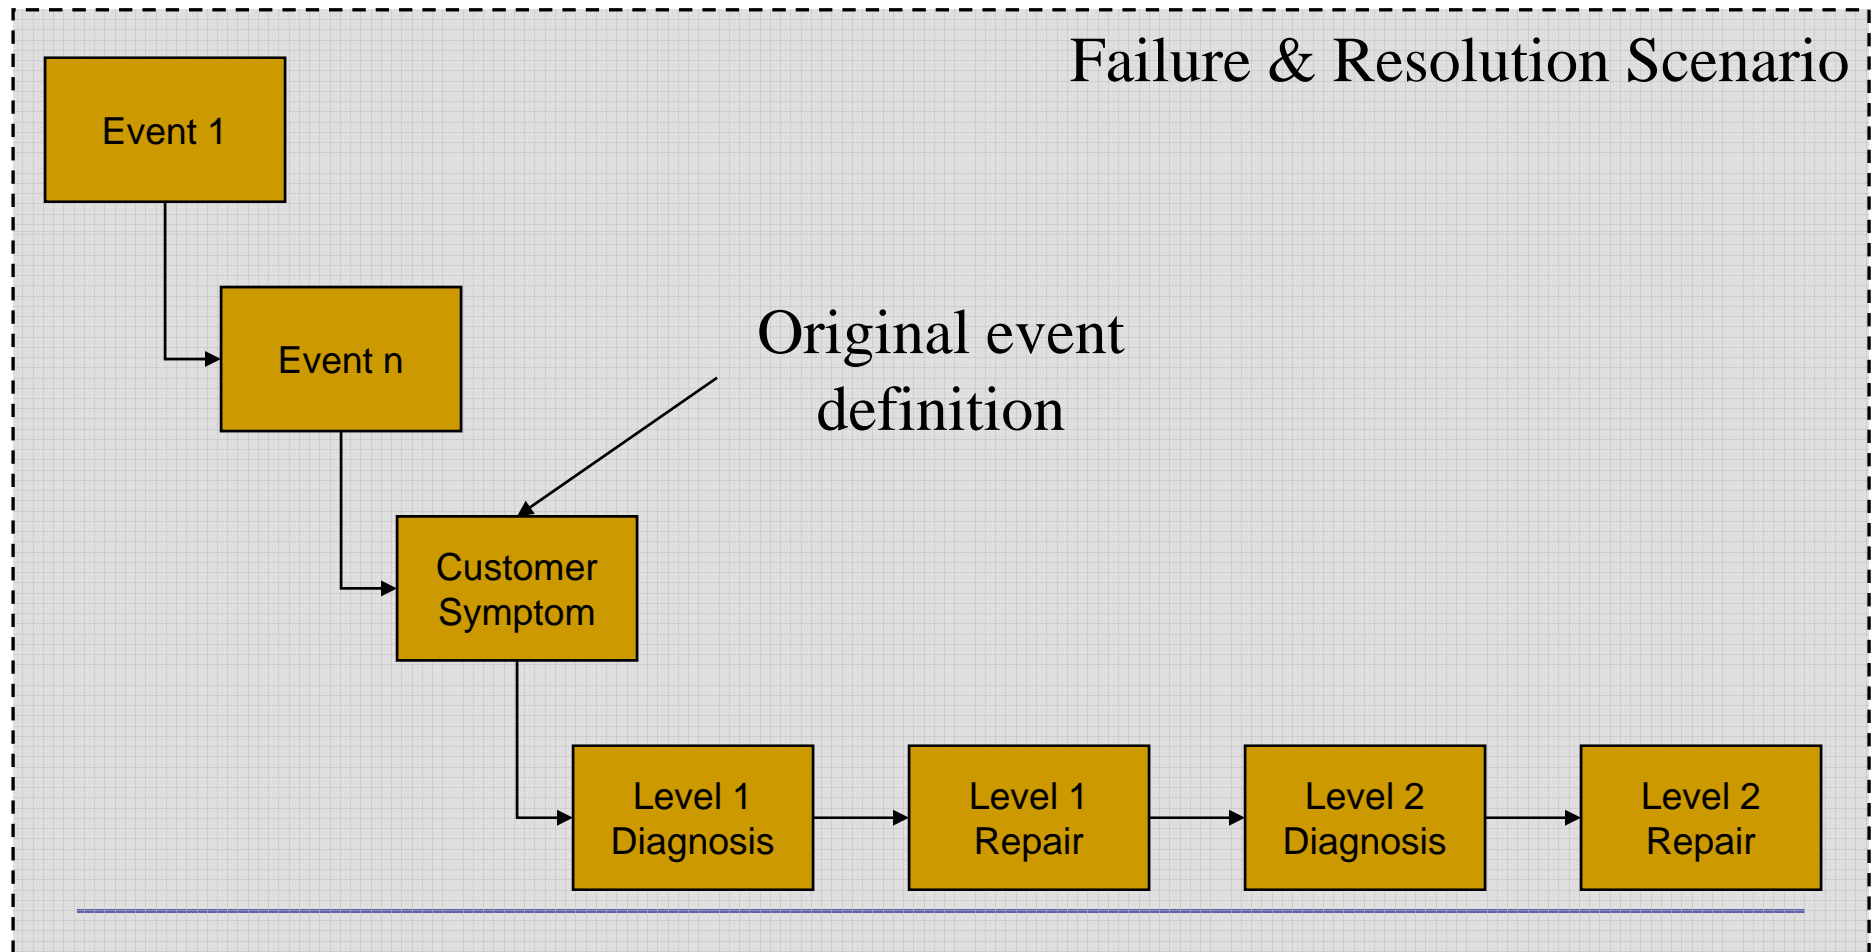 Failure & Resolution Scenario
Event 1
Event n
Original event
definition
Customer
Symptom
Level 1
Diagnosis
Level 1
Repair
Level 2
Diagnosis
Level 2
Repair